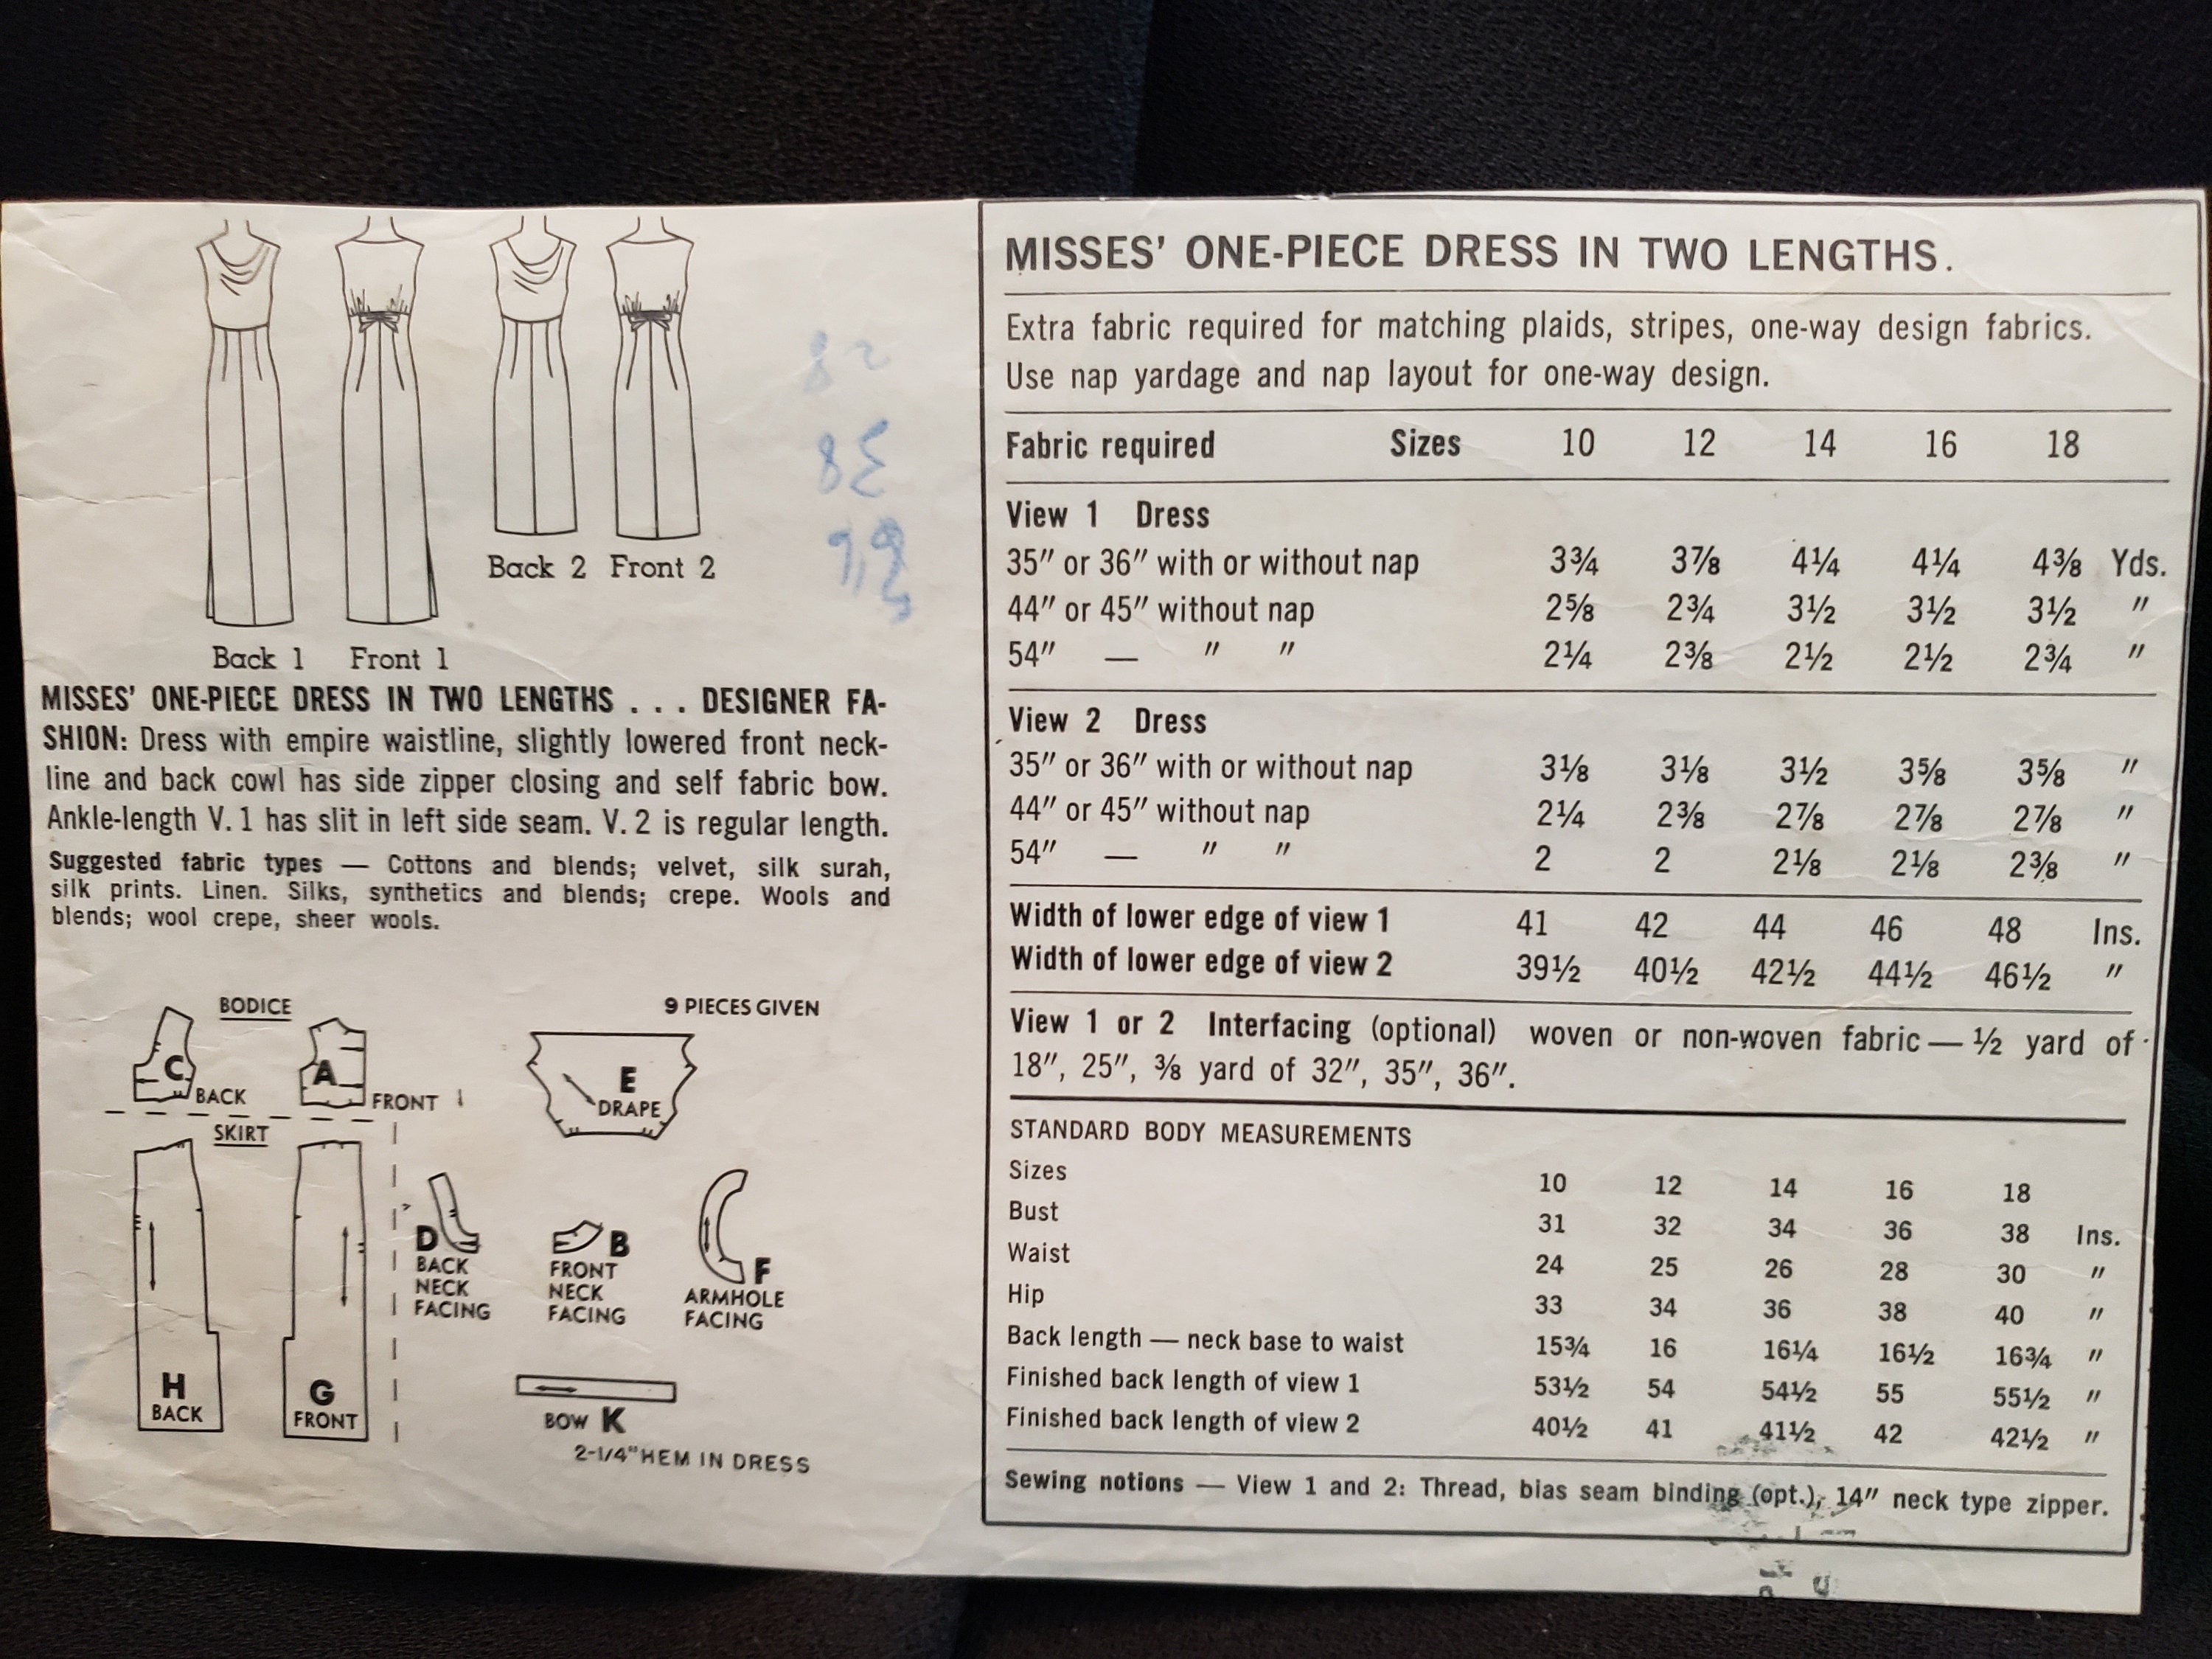 Back 1 Front 1
Back 2 Front 2
MISSES' ONE-PIECE DRESS IN TWO LENGTHS . . . DESIGNER FA-
SHION: Dress with empire waistline, slightly lowered front neck-
line and back cowl has side zipper closing and self fabric bow.
Ankle-length V. 1 has slit in left side seam. V. 2 is regular length.
Suggested fabric types — Cottons and blends; velvet, silk surah,
silk prints. Linen. Silks, synthetics and blends; crepe. Wools and
blends; wool crepe, sheer wools.
BODICE
9 PIECES GIVEN
C BACK
A FRONT
E DRAPE
SKIRT
H BACK
G FRONT
D BACK NECK FACING
B FRONT NECK FACING
F ARMHOLE FACING
BOW K
2-1/4" HEM IN DRESS
MISSES' ONE-PIECE DRESS IN TWO LENGTHS.
Extra fabric required for matching plaids, stripes, one-way design fabrics.
Use nap yardage and nap layout for one-way design.
Fabric required Sizes 10 12 14 16 18
View 1 Dress
35″ or 36″ with or without nap 3¾ 3⅞ 4¼ 4¼ 4⅜ Yds.
44″ or 45″ without nap 2⅝ 2¾ 3½ 3½ 3½ ″
54″ — ″ ″ 2¼ 2⅜ 2½ 2½ 2¾ ″
View 2 Dress
35″ or 36″ with or without nap 3⅛ 3⅛ 3½ 3⅝ 3⅝ ″
44″ or 45″ without nap 2¼ 2⅜ 2⅞ 2⅞ 2⅞ ″
54″ — ″ ″ 2 2 2⅛ 2⅛ 2⅜ ″
Width of lower edge of view 1 41 42 44 46 48 Ins.
Width of lower edge of view 2 39½ 40½ 42½ 44½ 46½ ″
View 1 or 2 Interfacing (optional) woven or non-woven fabric — ½ yard of
18″, 25″, ⅜ yard of 32″, 35″, 36″.
STANDARD BODY MEASUREMENTS
Sizes 10 12 14 16 18
Bust 31 32 34 36 38 Ins.
Waist 24 25 26 28 30 ″
Hip 33 34 36 38 40 ″
Back length — neck base to waist 15¾ 16 16¼ 16½ 16¾ ″
Finished back length of view 1 53½ 54 54½ 55 55½ ″
Finished back length of view 2 40½ 41 41½ 42 42½ ″
Sewing notions — View 1 and 2: Thread, bias seam binding (opt.), 14″ neck type zipper.